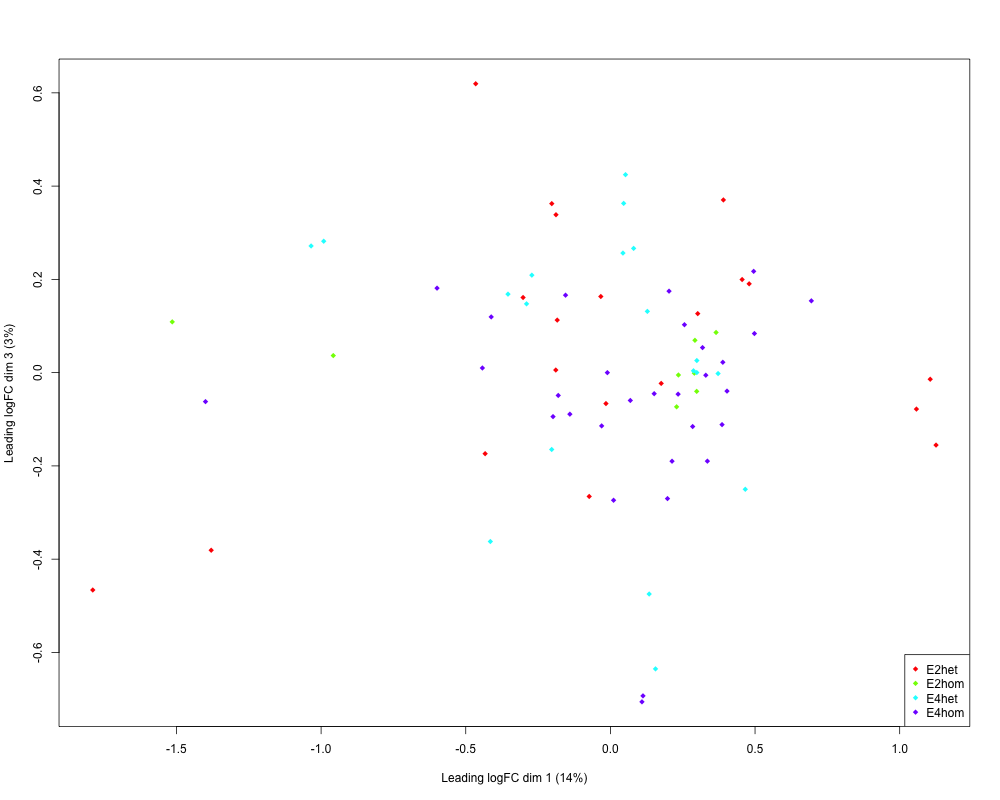 0.6
0.4
0.2
0.0
-0.2
-0.4
-0.6
Leading logFC dim 3 (3%)
E2het
E2hom
E4het
E4hom
-1.5 -1.0 -0.5 0.0 0.5 1.0
Leading logFC dim 1 (14%)